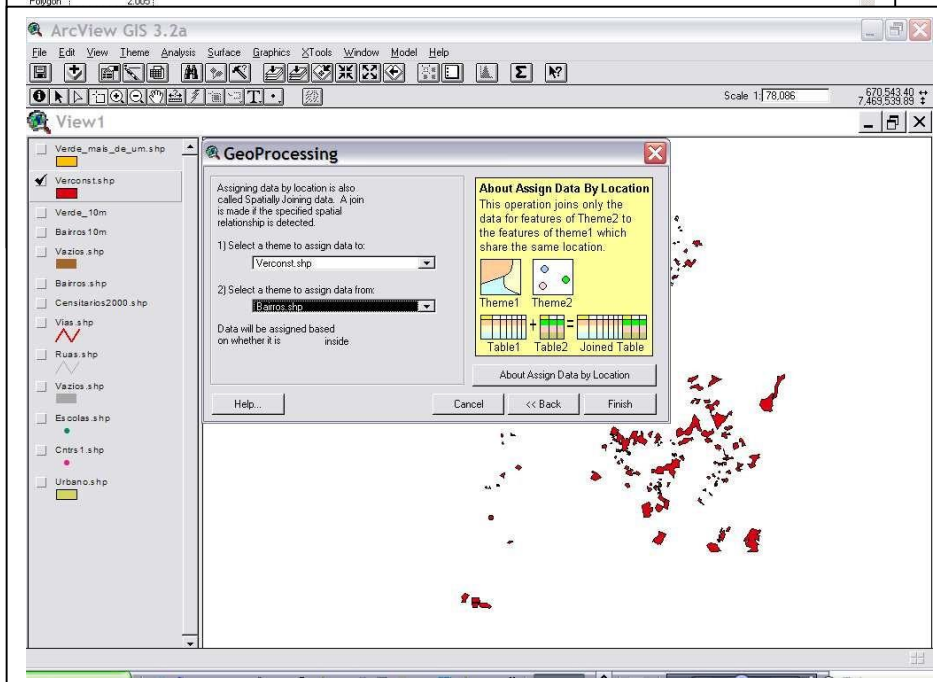 Polygon 2.005
ArcView GIS 3.2a
File Edit View Theme Analysis Surface Graphics XTools Window Model Help
Scale 1: 78,086
670,543.40
7,469,539.89
View1
Verde_mais_de_um.shp
Verconst.shp
Verde_10m
Bairros10m
Vazios.shp
Bairros.shp
Censitarios2000.shp
Vias.shp
Ruas.shp
Vazios.shp
Escolas.shp
Cntrs1.shp
Urbano.shp
GeoProcessing
Assigning data by location is also
called Spatially Joining data. A join
is made if the specified spatial
relationship is detected.
1) Select a theme to assign data to:
Verconst.shp
2) Select a theme to assign data from:
Bairros.shp
Data will be assigned based
on whether it is inside
About Assign Data By Location
This operation joins only the
data for features of Theme2 to
the features of theme1 which
share the same location.
Theme1 Theme2
Table1 Table2 Joined Table
About Assign Data by Location
Help... Cancel << Back Finish